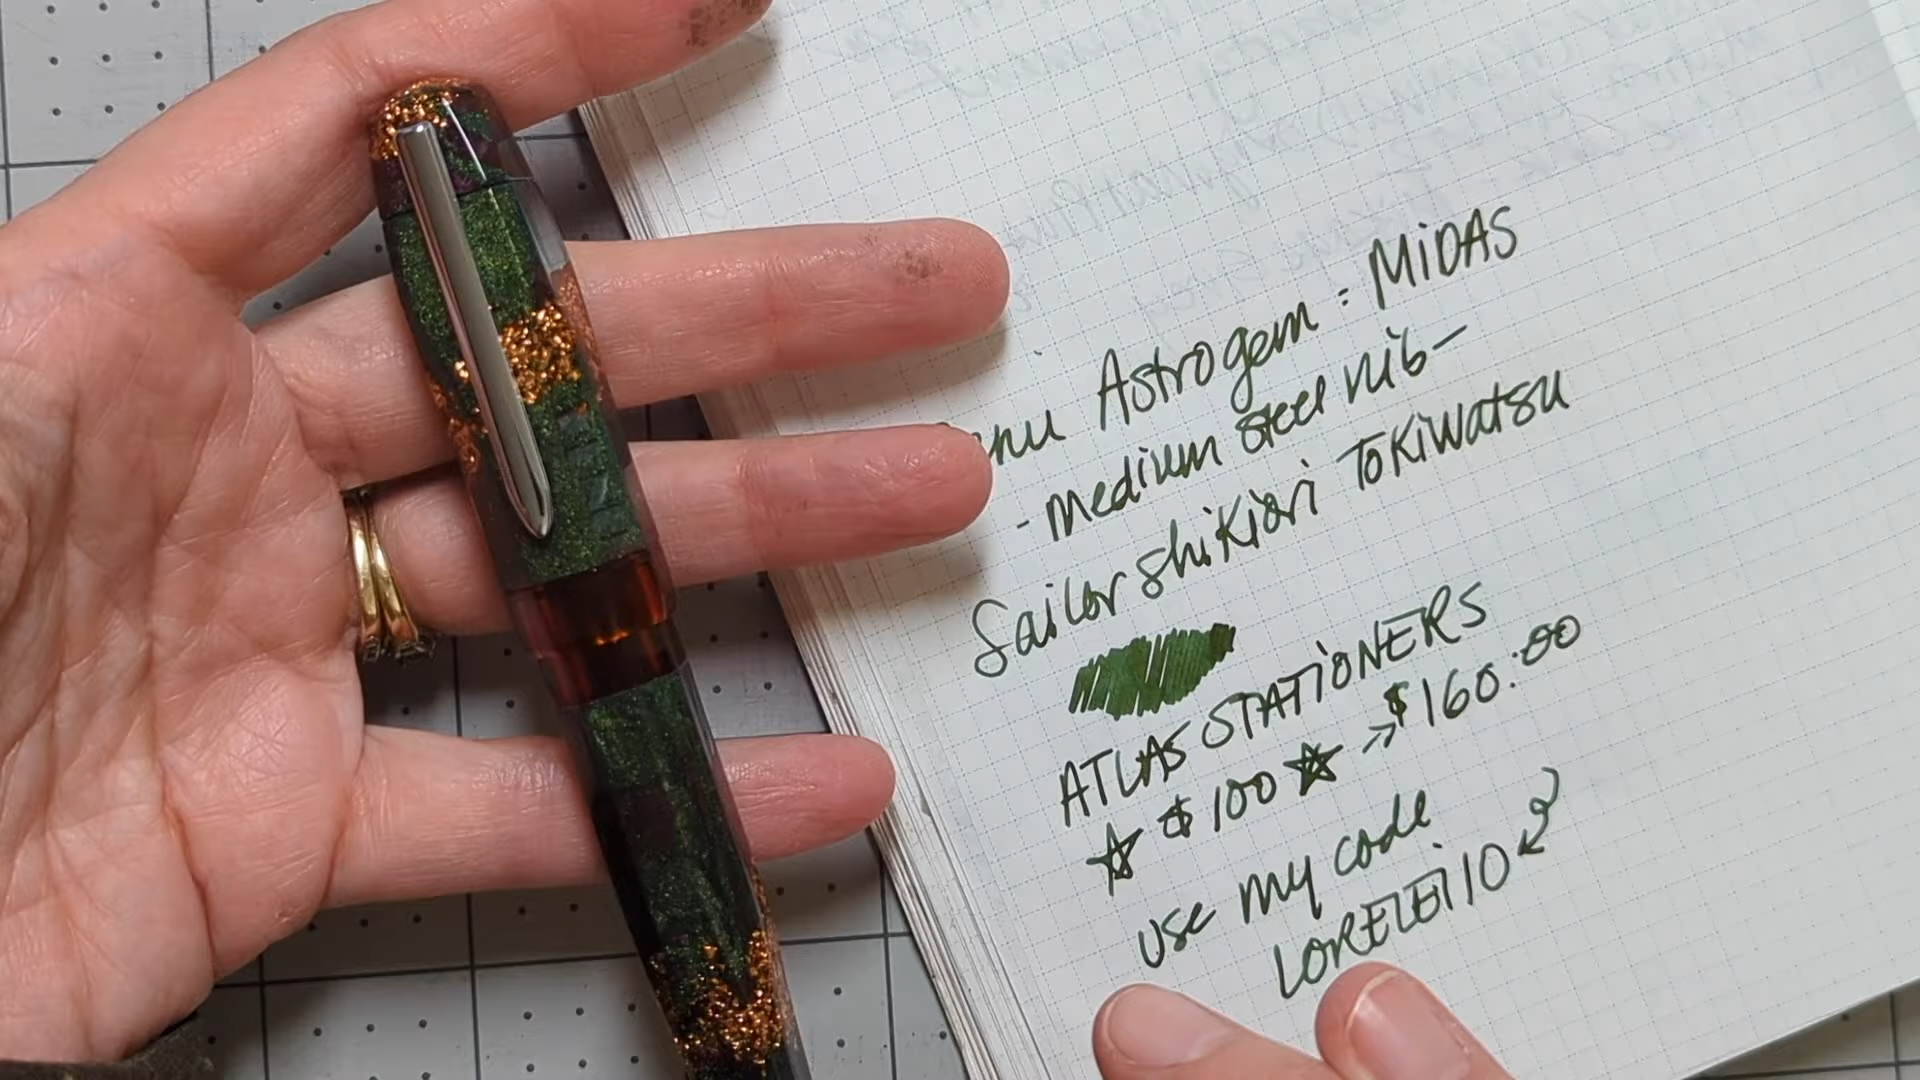 Astrogem : MIDAS
- Medium steel nib -
Sailor Shikiori Tokiwatsu
ATLAS STATIONERS
☆ $100 ☆ → $160.00
use my code
LORELEI10